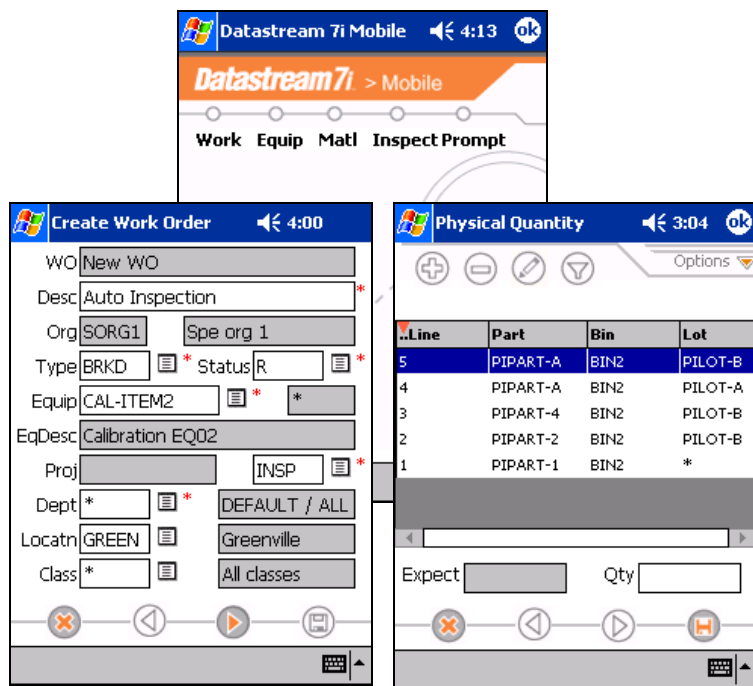 Datastream 7i Mobile 4:13 ok
Datastream7i. > Mobile
Work Equip Matl Inspect Prompt
Create Work Order 4:00
WO New WO
Desc Auto Inspection *
Org SORG1 Spe org 1
Type BRKD * Status R *
Equip CAL-ITEM2 * *
EqDesc Calibration EQ02
Proj INSP *
Dept * * DEFAULT / ALL
Locatn GREEN Greenville
Class * All classes
Physical Quantity 3:04 ok
Options
..Line Part Bin Lot
5 PIPART-A BIN2 PILOT-B
4 PIPART-A BIN2 PILOT-A
3 PIPART-4 BIN2 PILOT-B
2 PIPART-2 BIN2 PILOT-B
1 PIPART-1 BIN2 *
Expect Qty